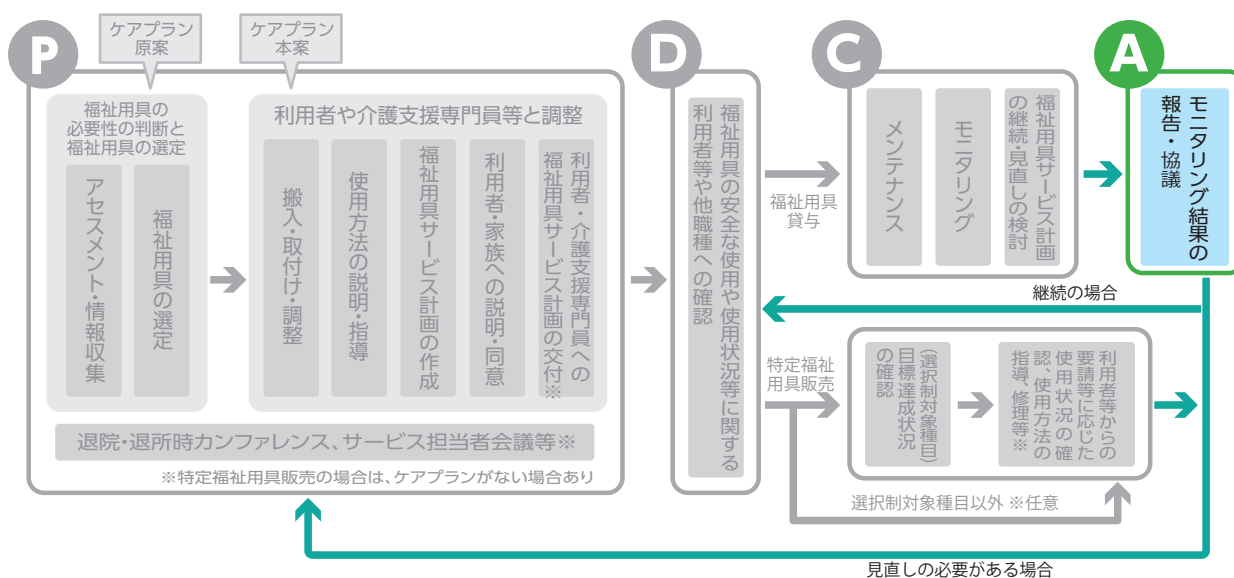 P
ケアプラン
原案
ケアプラン
本案
福祉用具の
必要性の判断と
福祉用具の選定
アセスメント・情報収集
福祉用具の選定
利用者や介護支援専門員等と調整
搬入・取付け・調整
使用方法の説明・指導
福祉用具サービス計画の作成
利用者・家族への説明・同意
利用者・介護支援専門員への
福祉用具サービス計画の交付※
退院・退所時カンファレンス、サービス担当者会議等※
※特定福祉用具販売の場合は、ケアプランがない場合あり
D
福祉用具の安全な使用や使用状況等に関する
利用者等や他職種への確認
福祉用具
貸与
C
メンテナンス
モニタリング
福祉用具サービス計画
の継続・見直しの検討
A
モニタリング結果の
報告・協議
継続の場合
特定福祉
用具販売
(選択制対象種目)
目標達成状況
の確認
利用者等からの
要請等に応じた
使用状況の確
認、使用方法の
指導、修理等※
選択制対象種目以外 ※任意
見直しの必要がある場合